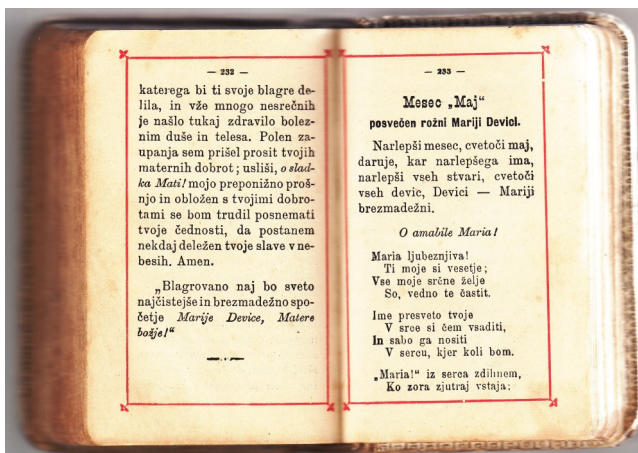 — 232 —
katerega bi ti svoje blagre de-
lila, in vže mnogo nesrečnih
je našlo tukaj zdravilo bolez-
nim duše in telesa. Polen za-
upanja sem prišel prosit tvojih
maternih dobrot; usliši, o slad-
ka Mati! mojo preponižno proš-
njo in obložen s tvojimi dobro-
tami se bom trudil posnemati
tvoje čednosti, da postanem
nekdaj deležen tvoje slave v ne-
besih. Amen.
„Blagrovano naj bo sveto
najčistejše in brezmadežno spo-
četje Marije Device, Matere
božje!“
— 233 —
Mesec „Maj“
posvečen rožni Mariji Devici.
Narlepši mesec, cvetoči maj,
daruje, kar narlepšega ima,
narlepši vseh stvari, cvetoči
vseh devic, Devici — Mariji
brezmadežni.
O amabile Maria!
Maria ljubeznjiva!
Ti moje si vesetje;
Vse moje srčne želje
So, vedno te častit.
Ime presveto tvoje
V srce si čem vsaditi,
In sabo ga nositi
V sercu, kjer koli bom.
„Maria!“ iz serca zdihnem,
Ko zora zjutraj vstaja;